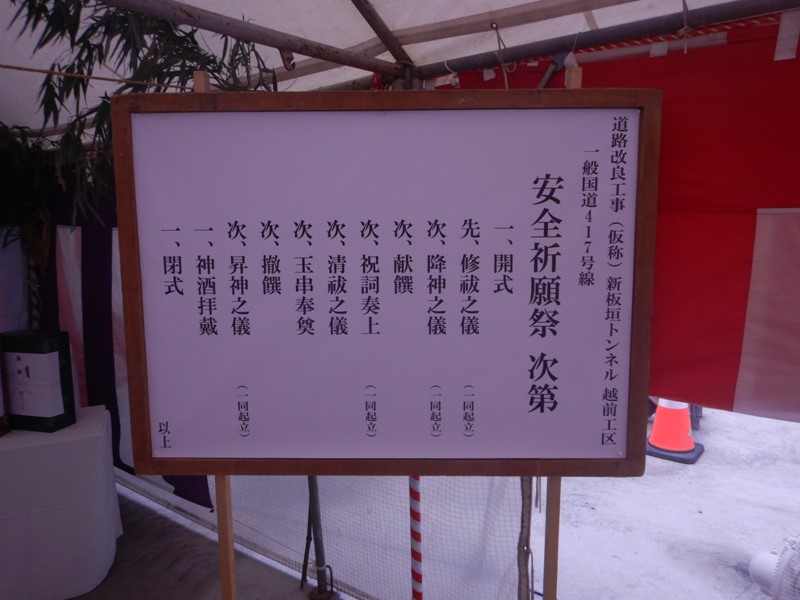 道路改良工事（仮称）新板垣トンネル 越前工区
一般国道417号線
安全祈願祭 次第
一、開式
先、修祓之儀（一同起立）
次、降神之儀（一同起立）
次、献饌
次、祝詞奏上（一同起立）
次、清祓之儀
次、玉串奉奠
次、撤饌
次、昇神之儀（一同起立）
一、神酒拝戴
一、閉式
以上